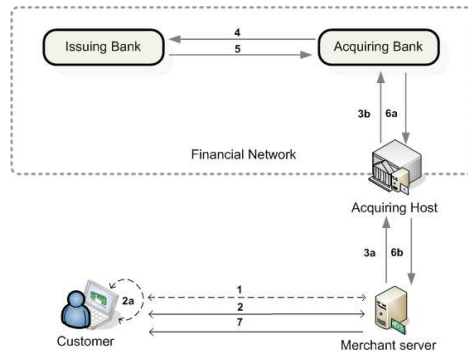 Issuing Bank
4
5
Acquiring Bank
3b
6a
Financial Network
Acquiring Host
3a
6b
2a
1
2
7
Customer
Merchant server